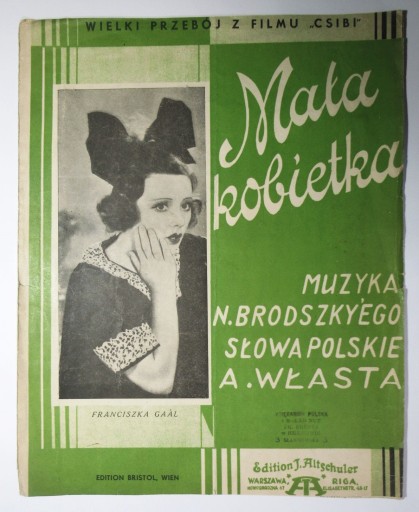 WIELKI PRZEBÓJ Z FILMU „CSIBI"
Mała
kobietka
MUZYKA
N. BRODSZKY'EGO
SŁOWA POLSKIE
A. WŁASTA
FRANCISZKA GAÀL
EDITION BRISTOL, WIEN
Edition J. Altschuler
WARSZAWA, RIGA,